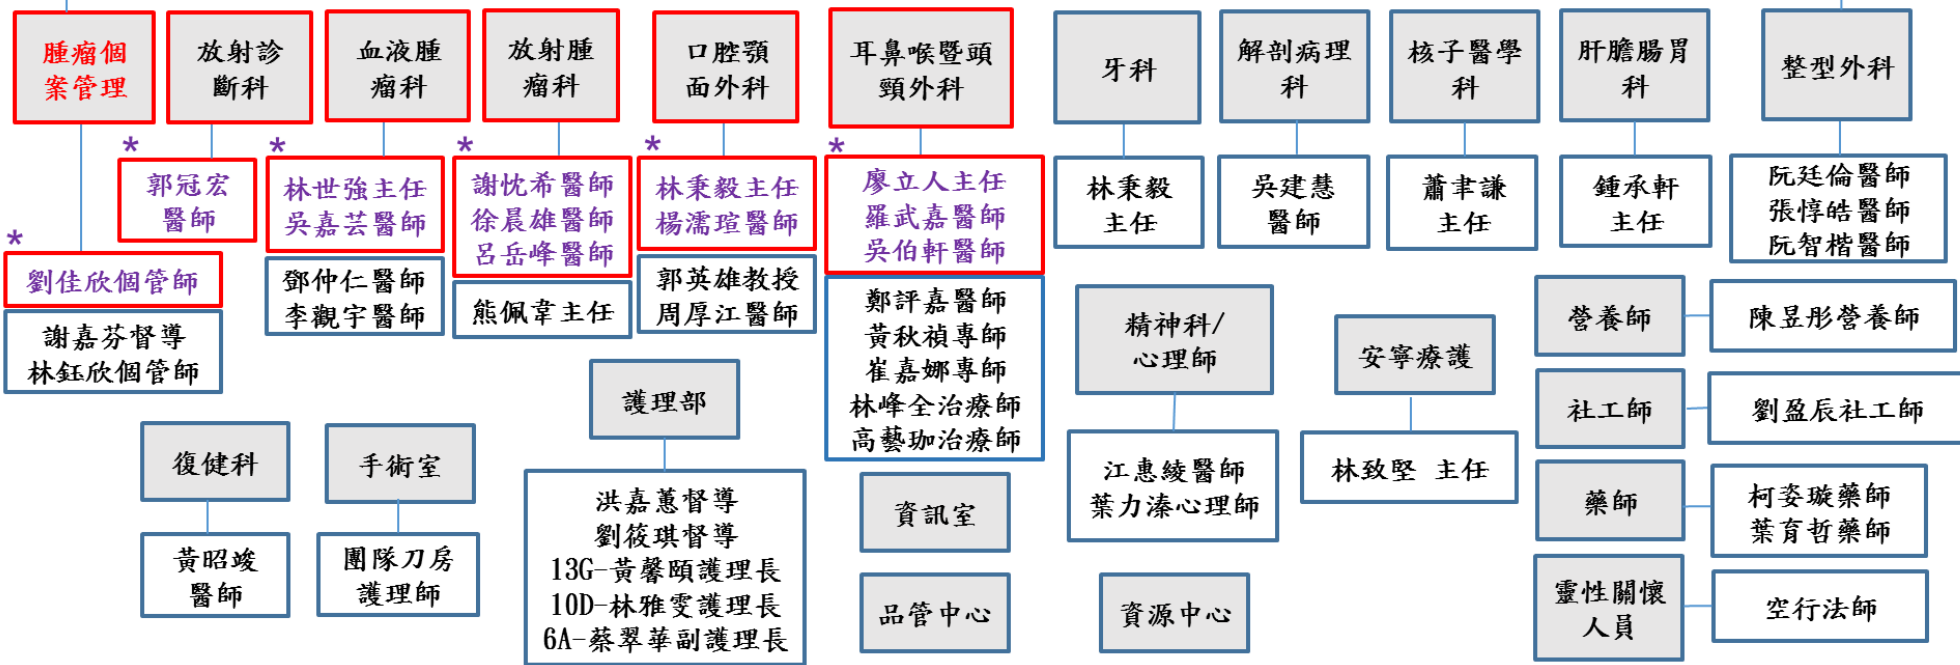 腫瘤個
案管理
*
劉佳欣個管師
謝嘉芬督導
林鈺欣個管師
放射診
斷科
*
郭冠宏
醫師
血液腫
瘤科
*
林世強主任
吳嘉芸醫師
鄧仲仁醫師
李觀宇醫師
放射腫
瘤科
*
謝忱希醫師
徐晨雄醫師
呂岳峰醫師
熊佩韋主任
口腔顎
面外科
*
林秉毅主任
楊濡瑄醫師
郭英雄教授
周厚江醫師
耳鼻喉暨頭
頸外科
*
廖立人主任
羅武嘉醫師
吳伯軒醫師
鄭評嘉醫師
黃秋禎專師
崔嘉娜專師
林峰全治療師
高藝珈治療師
牙科
林秉毅
主任
解剖病理
科
吳建慧
醫師
核子醫學
科
蕭聿謙
主任
肝膽腸胃
科
鍾承軒
主任
整型外科
阮廷倫醫師
張惇皓醫師
阮智楷醫師
復健科
黃昭竣
醫師
手術室
團隊刀房
護理師
護理部
洪嘉蕙督導
劉筱琪督導
13G-黃馨頤護理長
10D-林雅雯護理長
6A-蔡翠華副護理長
資訊室
品管中心
精神科/
心理師
江惠綾醫師
葉力溱心理師
資源中心
安寧療護
林致堅 主任
營養師
陳昱彤營養師
社工師
劉盈辰社工師
藥師
柯姿璇藥師
葉育哲藥師
靈性關懷
人員
空行法師